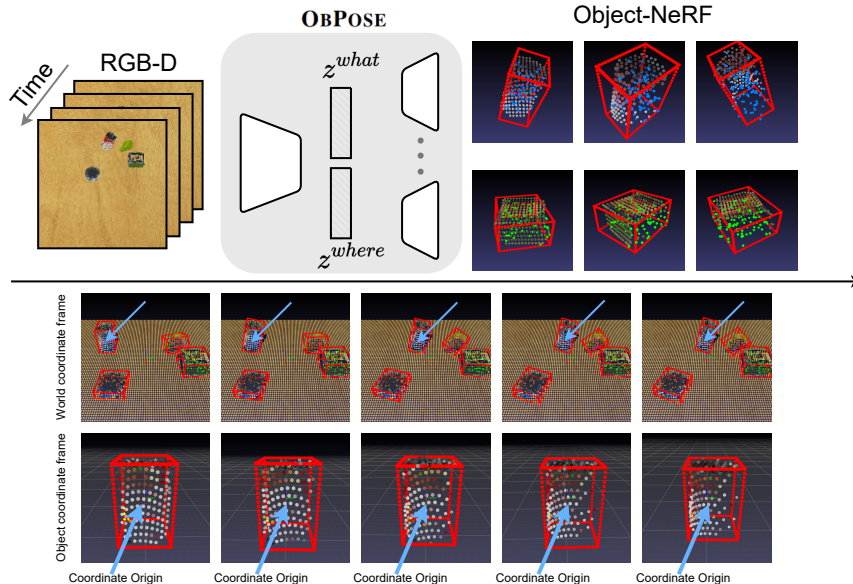 OBPOSE
Object-NeRF
RGB-D
Time
z^what
z^where
World coordinate frame
Object coordinate frame
Coordinate Origin
Coordinate Origin
Coordinate Origin
Coordinate Origin
Coordinate Origin